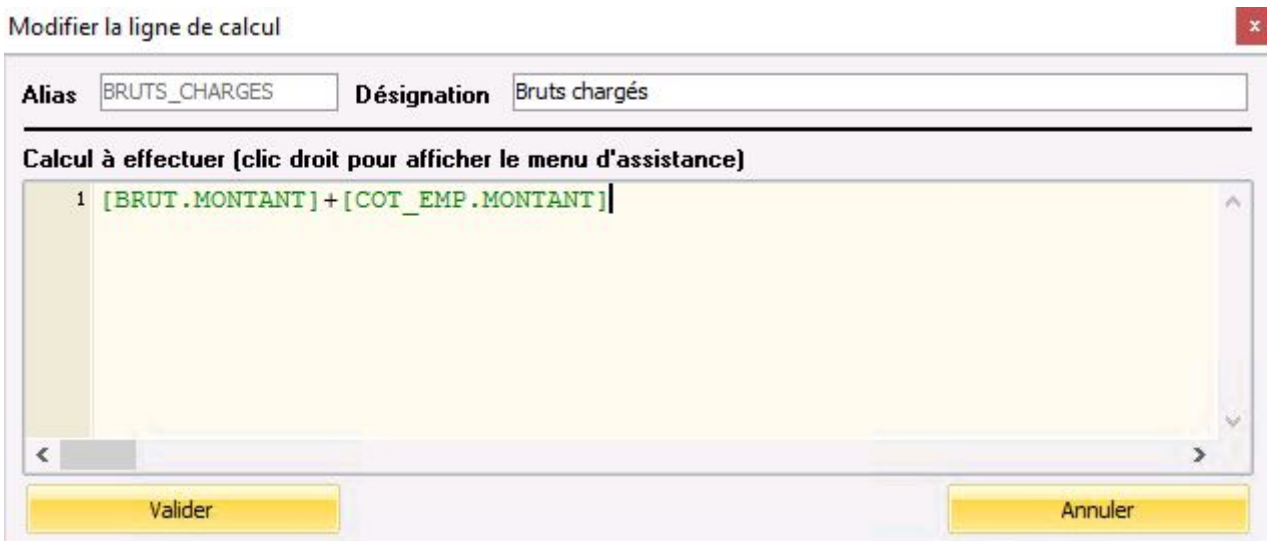 Modifier la ligne de calcul
x
Alias BRUTS_CHARGES Désignation Bruts chargés
Calcul à effectuer (clic droit pour afficher le menu d'assistance)
1 [BRUT.MONTANT]+[COT_EMP.MONTANT]
Valider Annuler